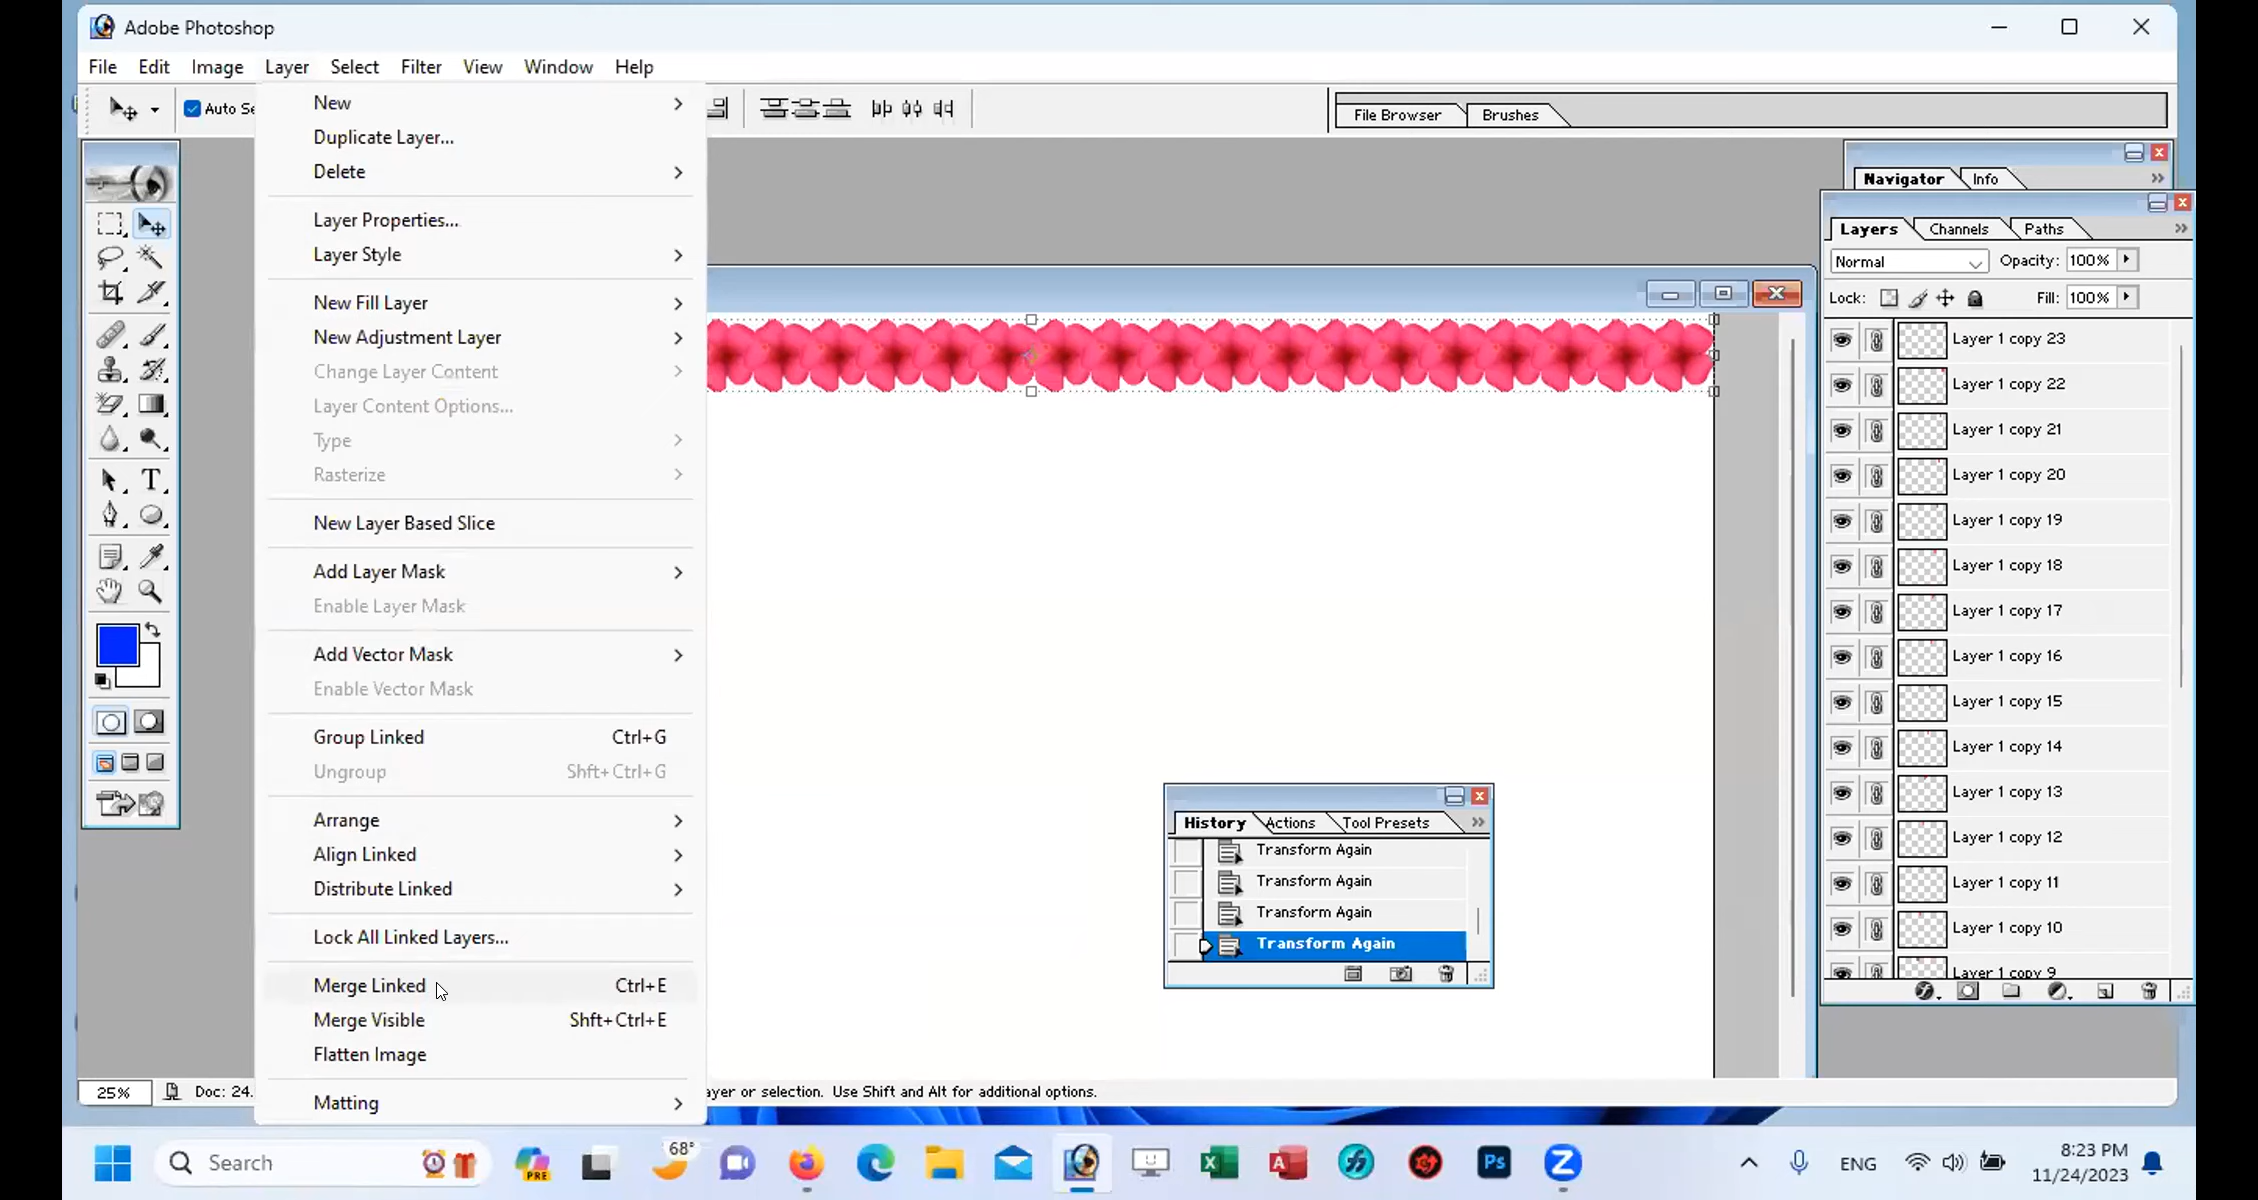 Adobe Photoshop
File Edit Image Layer Select Filter View Window Help
Auto Se
File Browser Brushes
New
Duplicate Layer...
Delete
Layer Properties...
Layer Style
New Fill Layer
New Adjustment Layer
Change Layer Content
Layer Content Options...
Type
Rasterize
New Layer Based Slice
Add Layer Mask
Enable Layer Mask
Add Vector Mask
Enable Vector Mask
Group Linked Ctrl+G
Ungroup Shft+Ctrl+G
Arrange
Align Linked
Distribute Linked
Lock All Linked Layers...
Merge Linked Ctrl+E
Merge Visible Shft+Ctrl+E
Flatten Image
Matting
Navigator Info
Layers Channels Paths
Normal Opacity: 100%
Lock: Fill: 100%
Layer 1 copy 23
Layer 1 copy 22
Layer 1 copy 21
Layer 1 copy 20
Layer 1 copy 19
Layer 1 copy 18
Layer 1 copy 17
Layer 1 copy 16
Layer 1 copy 15
Layer 1 copy 14
Layer 1 copy 13
Layer 1 copy 12
Layer 1 copy 11
Layer 1 copy 10
Layer 1 copy 9
History Actions Tool Presets
Transform Again
Transform Again
Transform Again
Transform Again
25% Doc: 24. ayer or selection. Use Shift and Alt for additional options.
Search PRE 68° Ps ENG 8:23 PM
11/24/2023